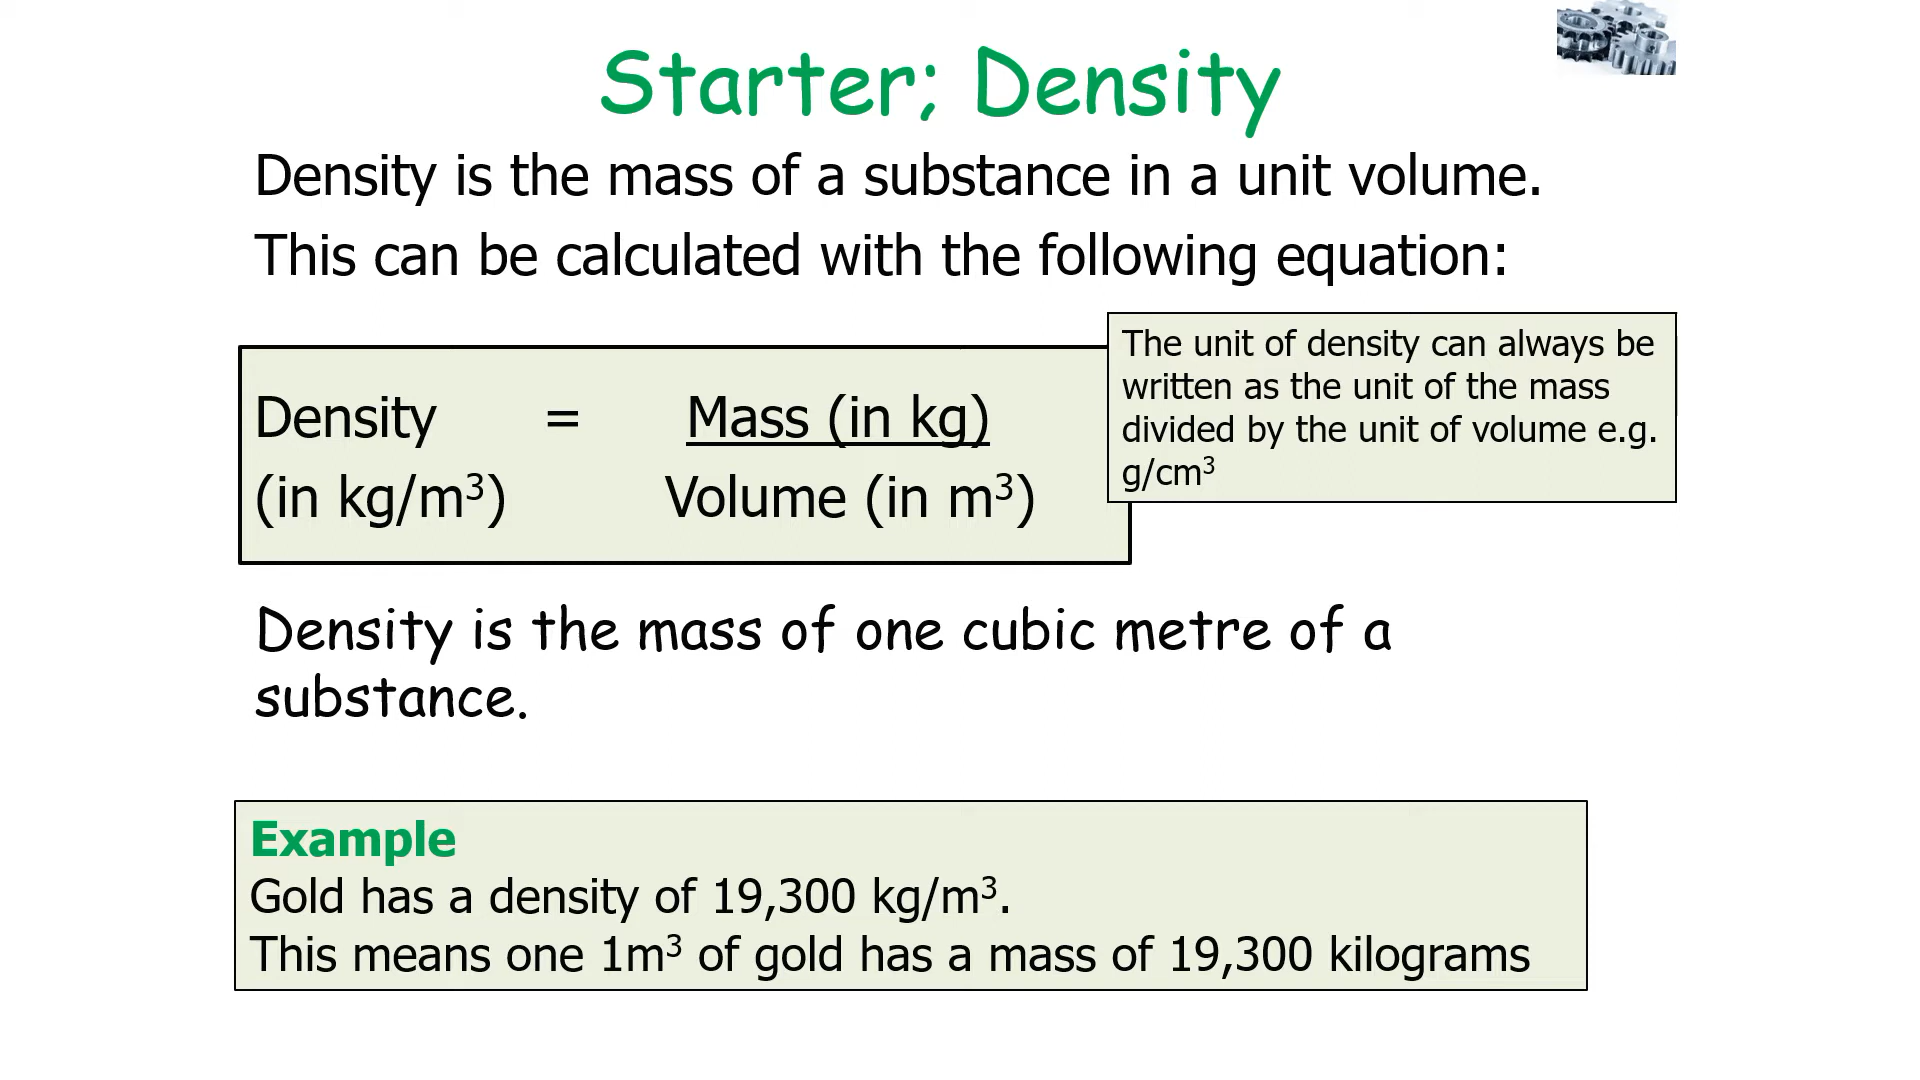 Starter; Density
Density is the mass of a substance in a unit volume.
This can be calculated with the following equation:
Density = Mass (in kg)
(in kg/m³) Volume (in m³)
The unit of density can always be
written as the unit of the mass
divided by the unit of volume e.g.
g/cm³
Density is the mass of one cubic metre of a
substance.
Example
Gold has a density of 19,300 kg/m³.
This means one 1m³ of gold has a mass of 19,300 kilograms